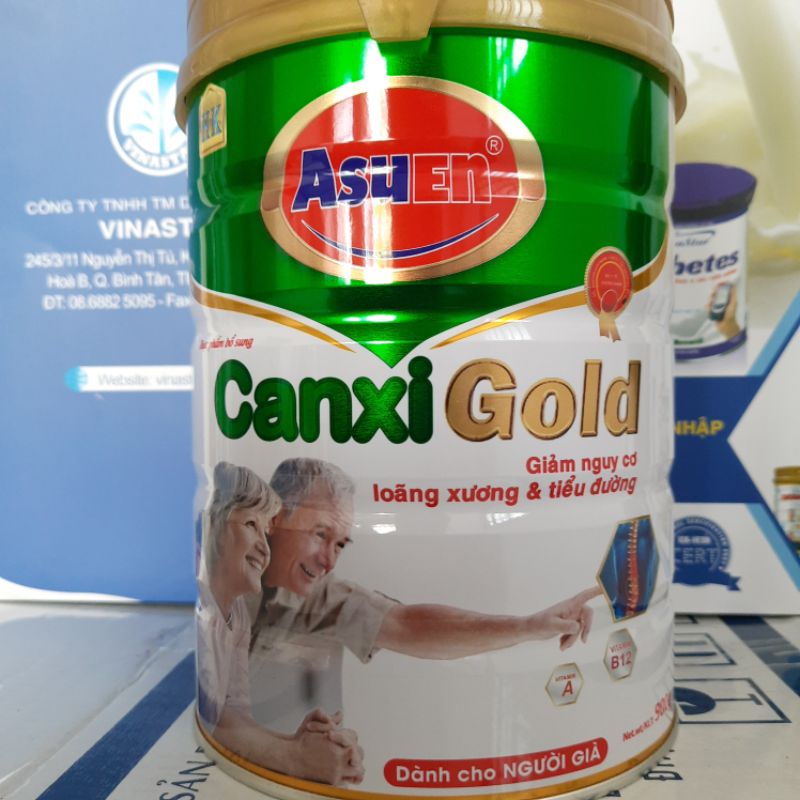 ASUEN®
Canxi Gold
Giảm nguy cơ
loãng xương & tiểu đường
VITAMIN
A
VITAMIN
B12
Dành cho NGƯỜI GIÀ
CÔNG TY TNHH TM D
VINAST
245/3/11 Nguyễn Thị Tú,
Hoà B, Q. Bình Tân,
ĐT: 08.6882 5095 - Fax
Website: vinast
betes
NHẬP